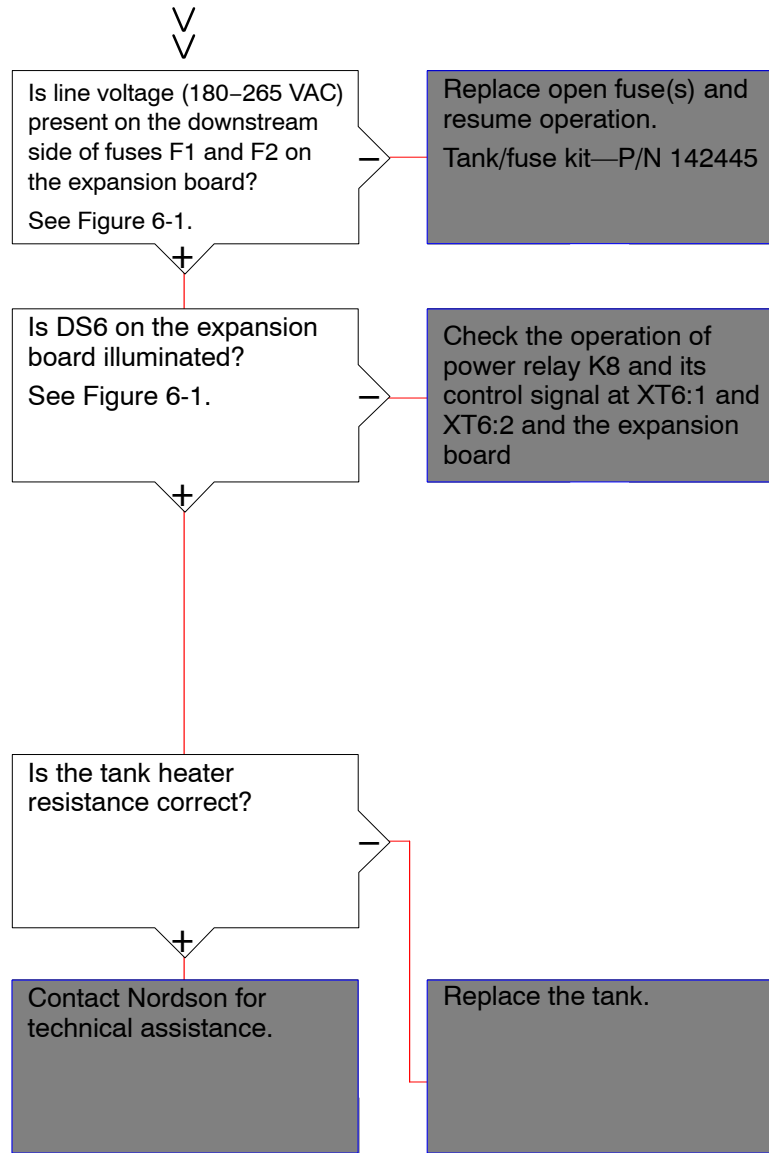 Is line voltage (180–265 VAC)
present on the downstream
side of fuses F1 and F2 on
the expansion board?
See Figure 6-1.
–
Replace open fuse(s) and
resume operation.
Tank/fuse kit—P/N 142445
+
Is DS6 on the expansion
board illuminated?
See Figure 6-1.
–
Check the operation of
power relay K8 and its
control signal at XT6:1 and
XT6:2 and the expansion
board
+
Is the tank heater
resistance correct?
–
+
Contact Nordson for
technical assistance.
Replace the tank.